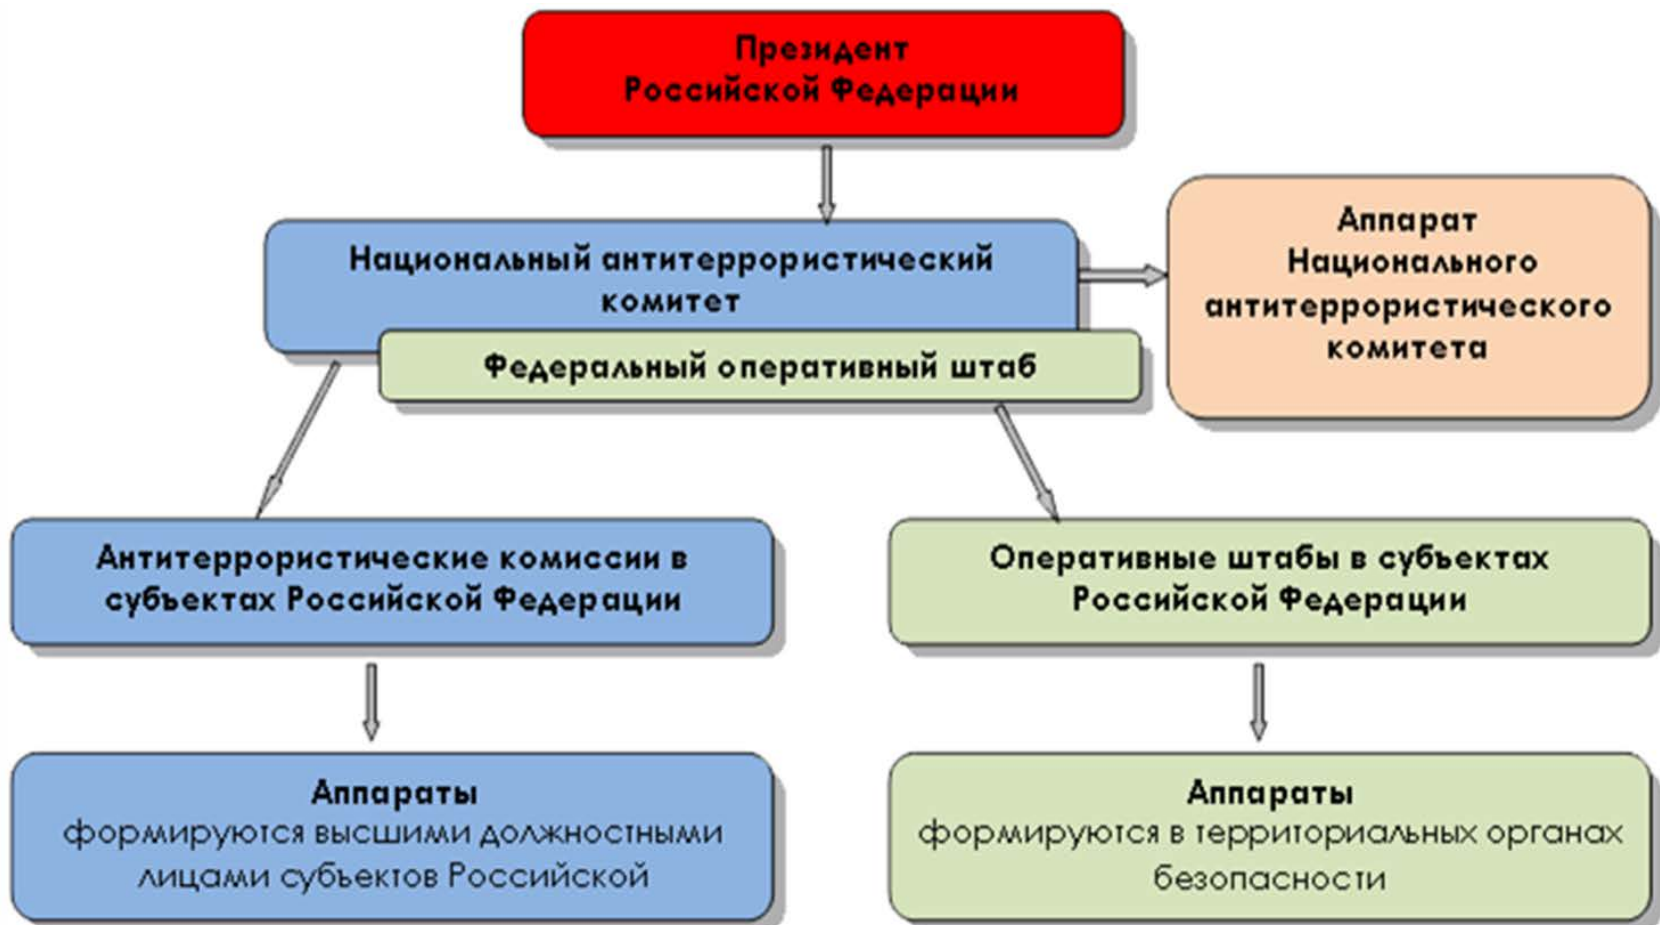 Президент
Российской Федерации
Национальный антитеррористический
комитет
Аппарат
Национального
антитеррористического
комитета
Федеральный оперативный штаб
Антитеррористические комиссии в
субъектах Российской Федерации
Оперативные штабы в субъектах
Российской Федерации
Аппараты
формируются высшими должностными
лицами субъектов Российской
Аппараты
формируются в территориальных органах
безопасности